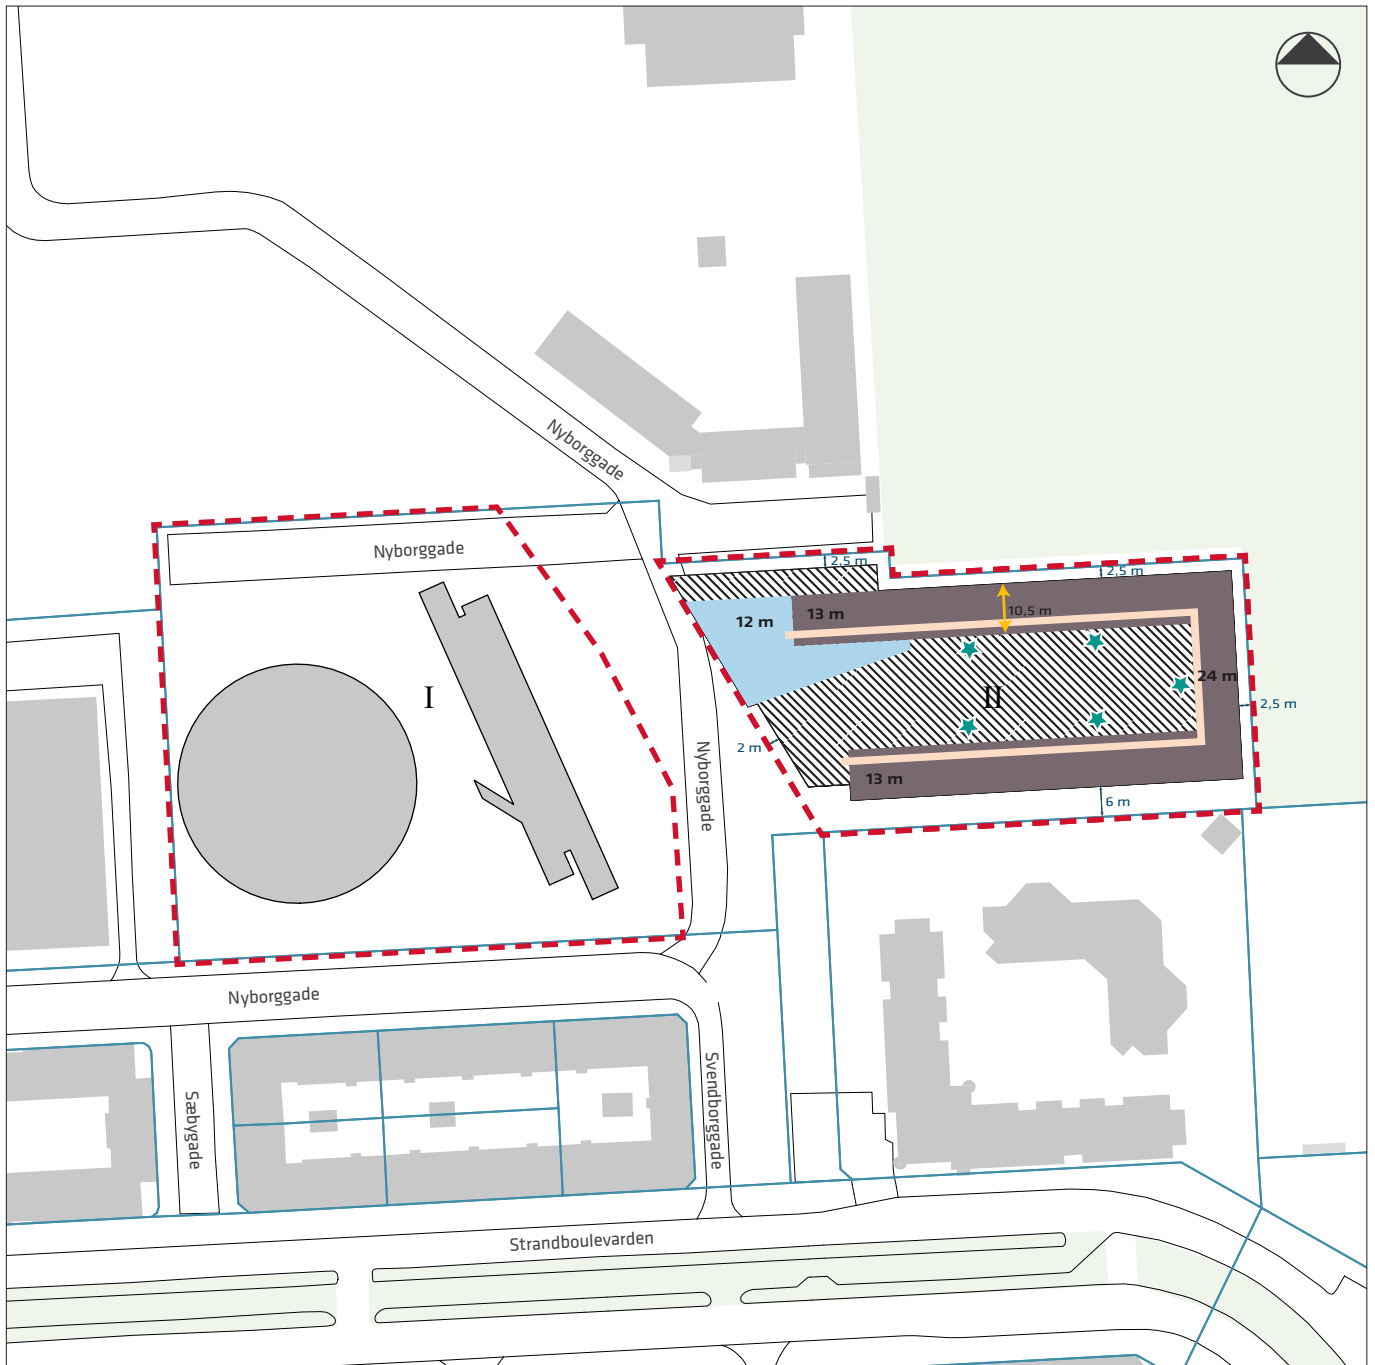 Nyborggade
Nyborggade
2,5 m
2,5 m
13 m
10,5 m
12 m
I
II
24 m
2,5 m
2 m
Nyborggade
13 m
6 m
Nyborggade
Sæbygade
Svendborggade
Strandboulevarden